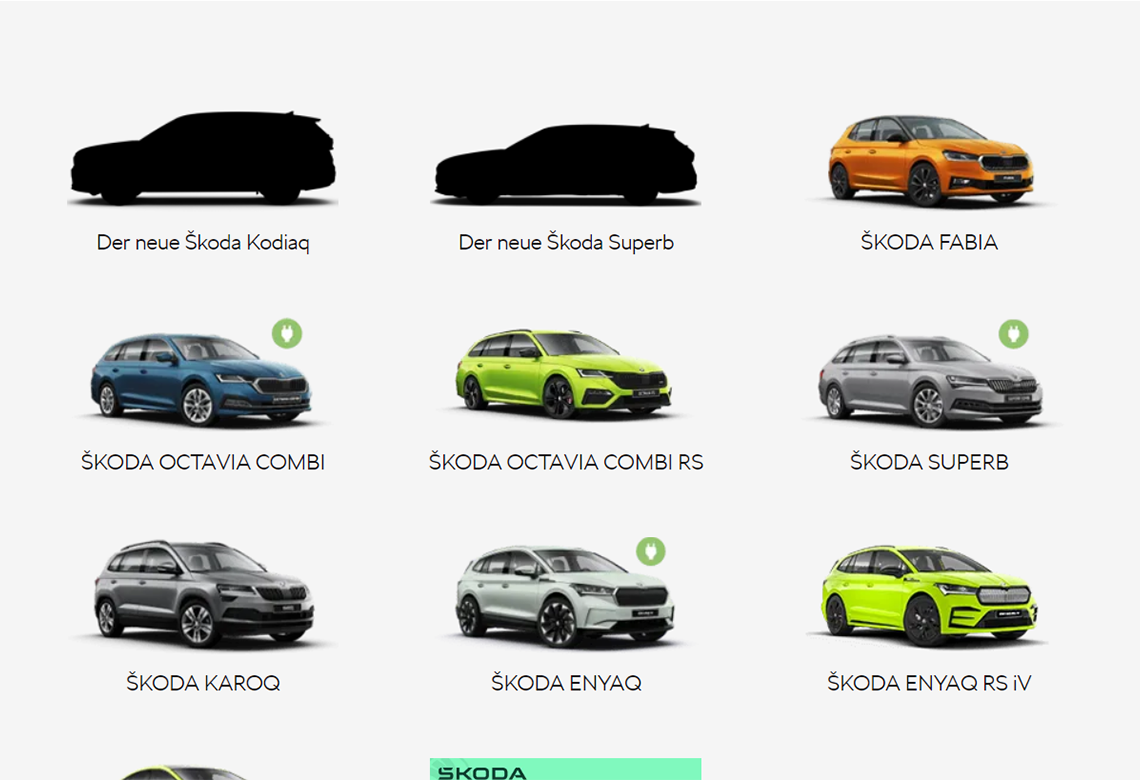 Der neue Škoda Kodiaq
Der neue Škoda Superb
ŠKODA FABIA
ŠKODA OCTAVIA COMBI
ŠKODA OCTAVIA COMBI RS
ŠKODA SUPERB
ŠKODA KAROQ
ŠKODA ENYAQ
ŠKODA ENYAQ RS iV
ŠKODA